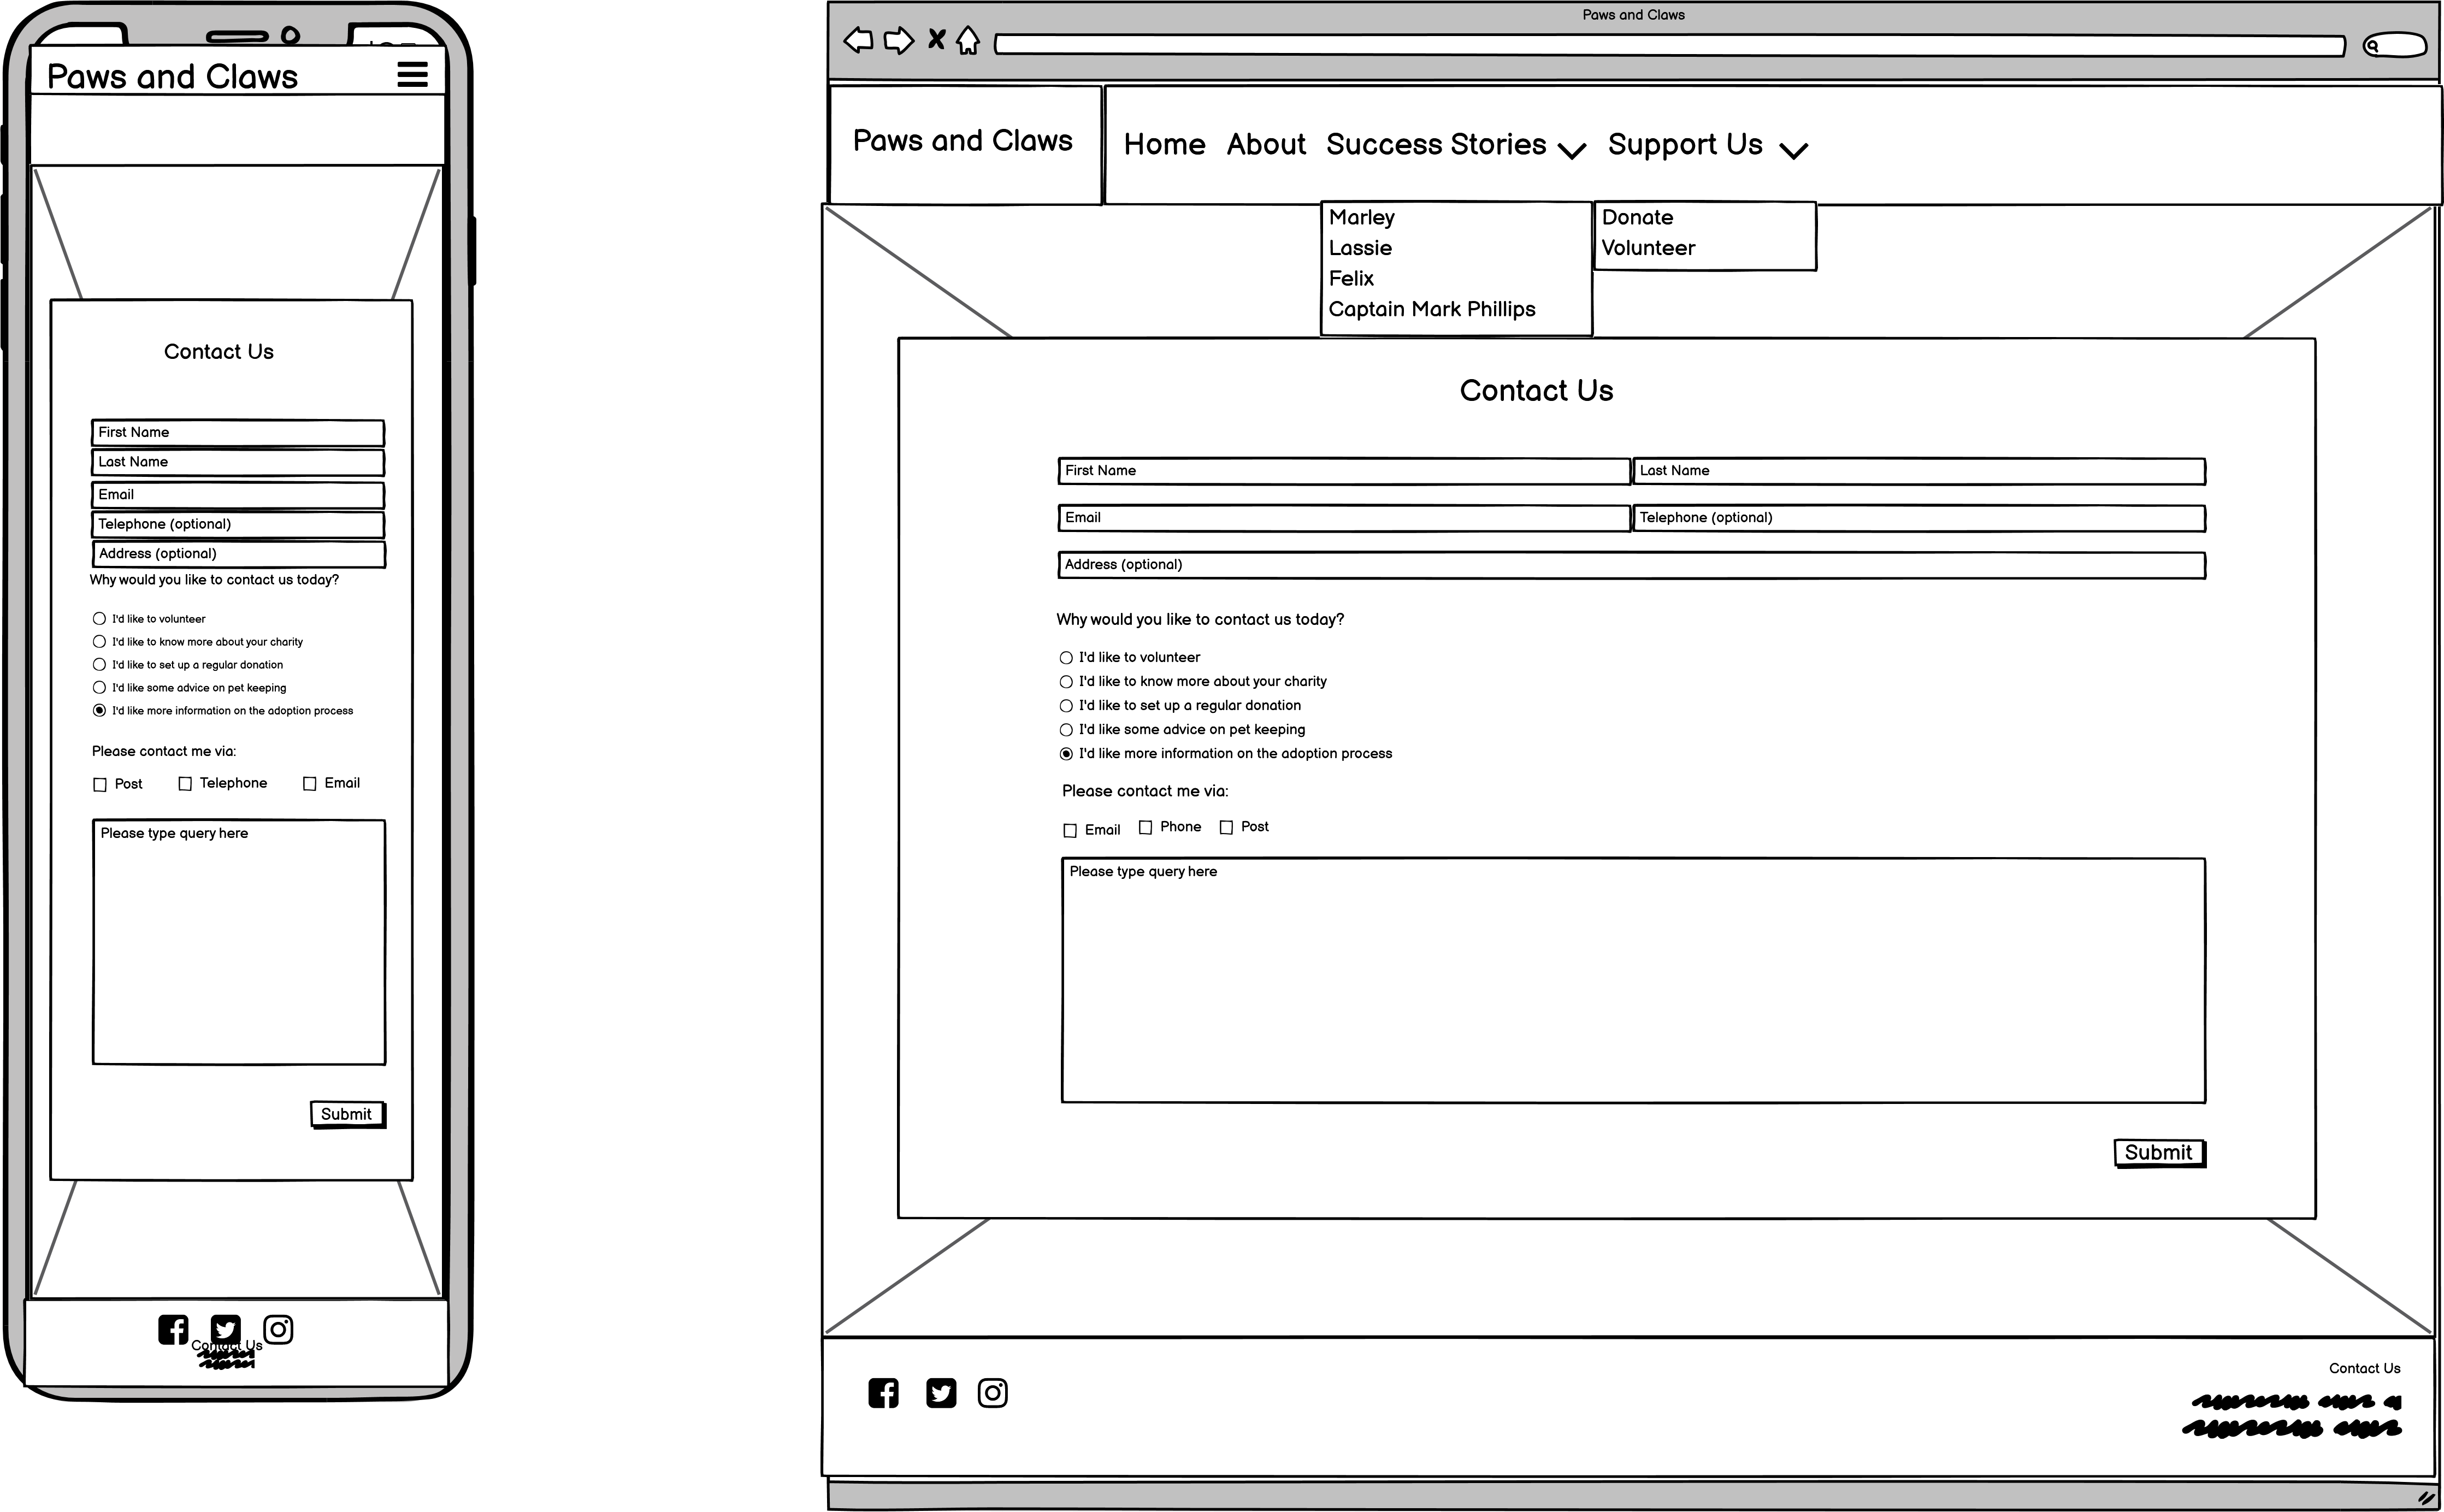 Paws and Claws
Contact Us
First Name
Last Name
Email
Telephone (optional)
Address (optional)
Why would you like to contact us today?
I'd like to volunteer
I'd like to know more about your charity
I'd like to set up a regular donation
I'd like some advice on pet keeping
I'd like more information on the adoption process
Please contact me via:
Post Telephone Email
Please type query here
Submit
Contact Us
Paws and Claws
Paws and Claws
Home About Success Stories Support Us
Marley
Lassie
Felix
Captain Mark Phillips
Donate
Volunteer
Contact Us
First Name Last Name
Email Telephone (optional)
Address (optional)
Why would you like to contact us today?
I'd like to volunteer
I'd like to know more about your charity
I'd like to set up a regular donation
I'd like some advice on pet keeping
I'd like more information on the adoption process
Please contact me via:
Email Phone Post
Please type query here
Submit
Contact Us